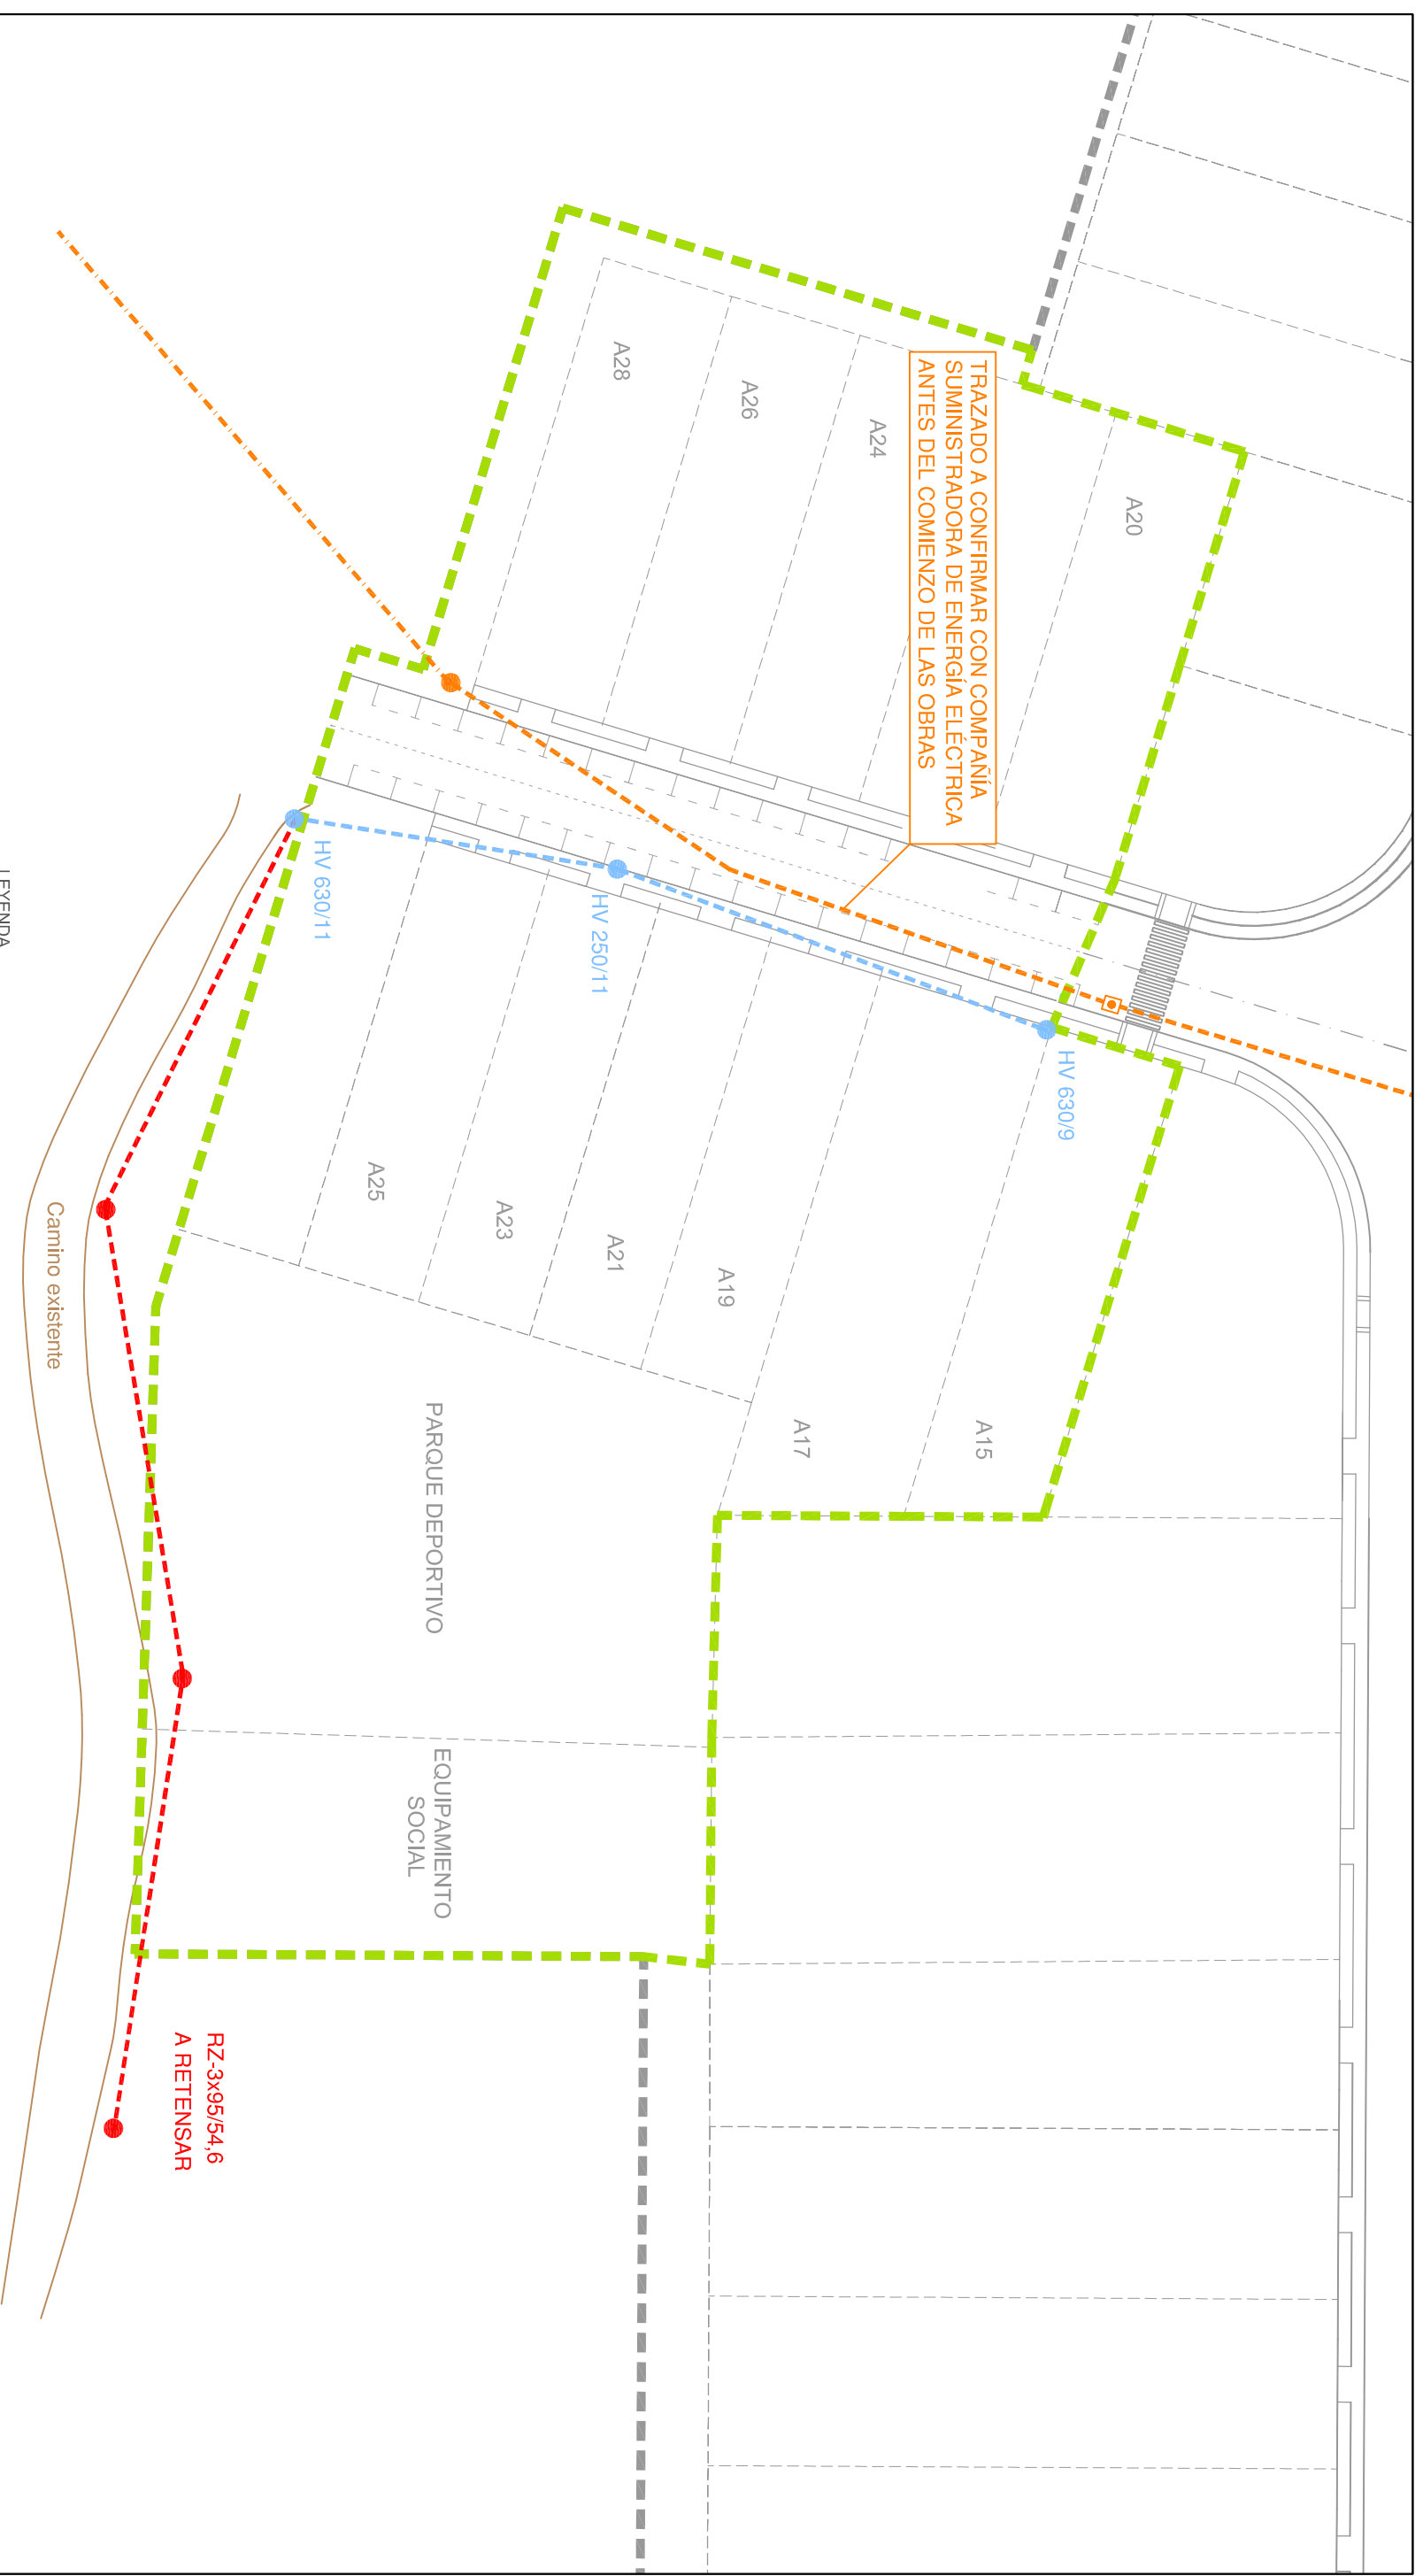 TRAZADO A CONFIRMAR CON COMPAÑÍA
SUMINISTRADORA DE ENERGÍA ELÉCTRICA
ANTES DEL COMIENZO DE LAS OBRAS
A20
A24
A26
A28
HV 630/9
HV 250/11
HV 630/11
A15
A17
A19
A21
A23
A25
PARQUE DEPORTIVO
EQUIPAMIENTO
SOCIAL
Camino existente
RZ-3x95/54,6
A RETENSAR
LEYENDA